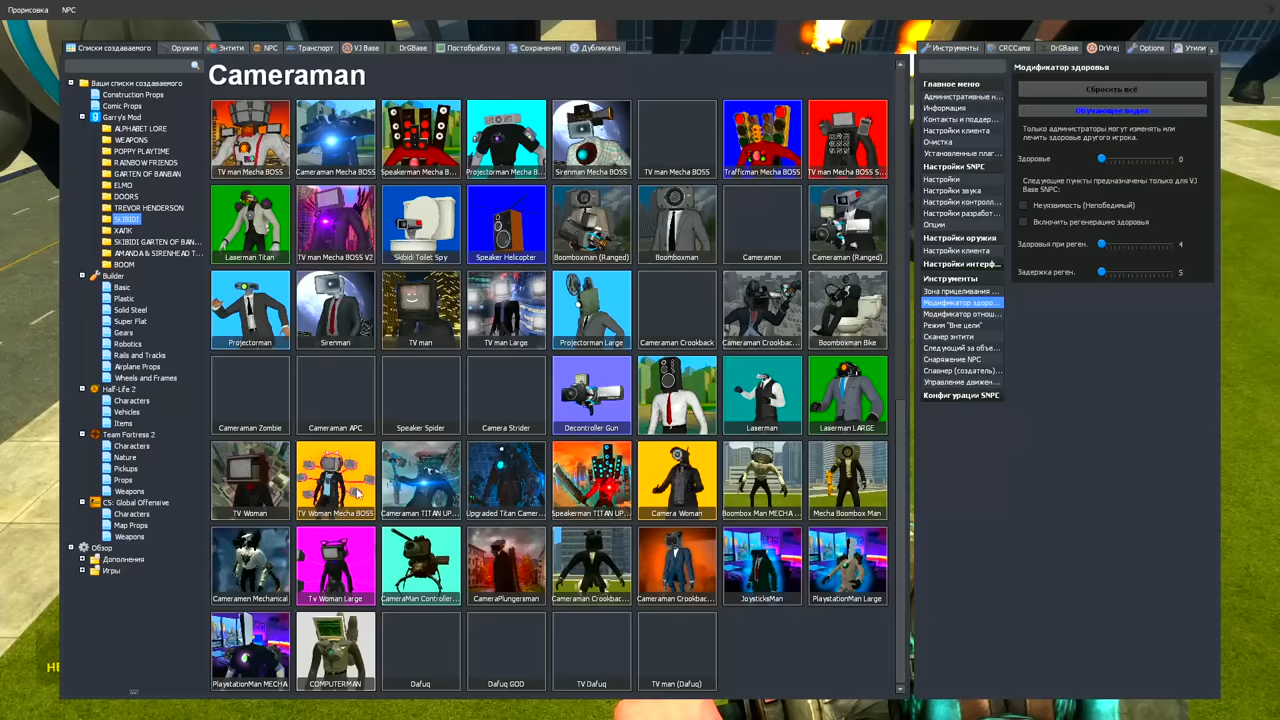 Прорисовка NPC
Списки создаваемого Оружие Энтити NPC Транспорт VJ Base DrGBase Постобработка Сохранения Дубликаты
Cameraman
Ваши списки создаваемого
Construction Props
Comic Props
Garry's Mod
ALPHABET LORE
WEAPONS
POPPY PLAYTIME
RAINBOW FRIENDS
GARTEN OF BANBAN
ELMO
DOORS
TREVOR HENDERSON
SKIBIDI
ХАГІК
SKIBIDI GARTEN OF BAN...
AMANDA & SIRENHEAD T...
BOOM
Builder
Basic
Plastic
Solid Steel
Super Flat
Gears
Robotics
Rails and Tracks
Airplane Props
Wheels and Frames
Half-Life 2
Characters
Vehicles
Items
Team Fortress 2
Characters
Nature
Pickups
Props
Weapons
CS: Global Offensive
Characters
Map Props
Weapons
Обзор
Дополнения
Игры
TV man Mecha BOSS Cameraman Mecha BOSS Speakerman Mecha B... Projectorman Mecha B... Sirenman Mecha BOSS TV man Mecha BOSS Trafficman Mecha BOSS TV man Mecha BOSS S...
Laserman Titan TV man Mecha BOSS V2 Skibidi Toilet Spy Speaker Helicopter Boomboxman (Ranged) Boomboxman Cameraman Cameraman (Ranged)
Projectorman Sirenman TV man TV man Large Projectorman Large Cameraman Crookback Cameraman Crookbac... Boomboxman Bike
Cameraman Zombie Cameraman APC Speaker Spider Camera Strider Decontroller Gun Laserman Laserman LARGE
TV Woman TV Woman Mecha BOSS Cameraman TITAN UP... Upgraded Titan Camer... Speakerman TITAN UP... Camera Woman Boombox Man MECHA ... Mecha Boombox Man
Cameramen Mechanical Tv Woman Large CameraMan Controller... CameraPlungersman Cameraman Crookbac... Cameraman Crookbac... JoysticksMan PlaystationMan Large
PlaystationMan MECHA COMPUTERMAN Dafuq Dafuq GOD TV Dafuq TV man (Dafuq)
Инструменты CRCCams DrGBase DrVrej Options Утили
Главное меню
Административные н...
Информация
Контакты и поддер...
Настройки клиента
Очистка
Установленные плаг...
Настройки SNPC
Настройки
Настройки звука
Настройки контролл...
Настройки разработ...
Опции
Настройки оружия
Настройки клиента
Настройки интерф...
Инструменты
Зона прицеливания ...
Модификатор здоро...
Модификатор отнош...
Режим "Вне цели"
Сканер энтити
Следующий за объе...
Снаряжение NPC
Спавнер (создатель)...
Управление движен...
Конфигурации SNPC
Модификатор здоровья
Сбросить всё
Обучающее видео
Только администраторы могут изменять или
лечить здоровье другого игрока.
Здоровье 0
Следующие пункты предназначены только для VJ
Base SNPC:
Неуязвимость (Непобедимый)
Включить регенерацию здоровья
Здоровья при реген. 4
Задержка реген. 5
НЕ